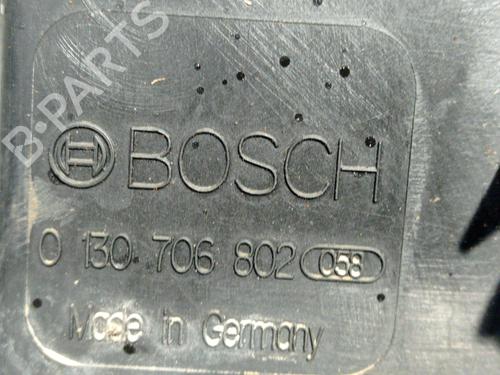 B-PARTS
BOSCH
0 130 706 802 058
Made in Germany